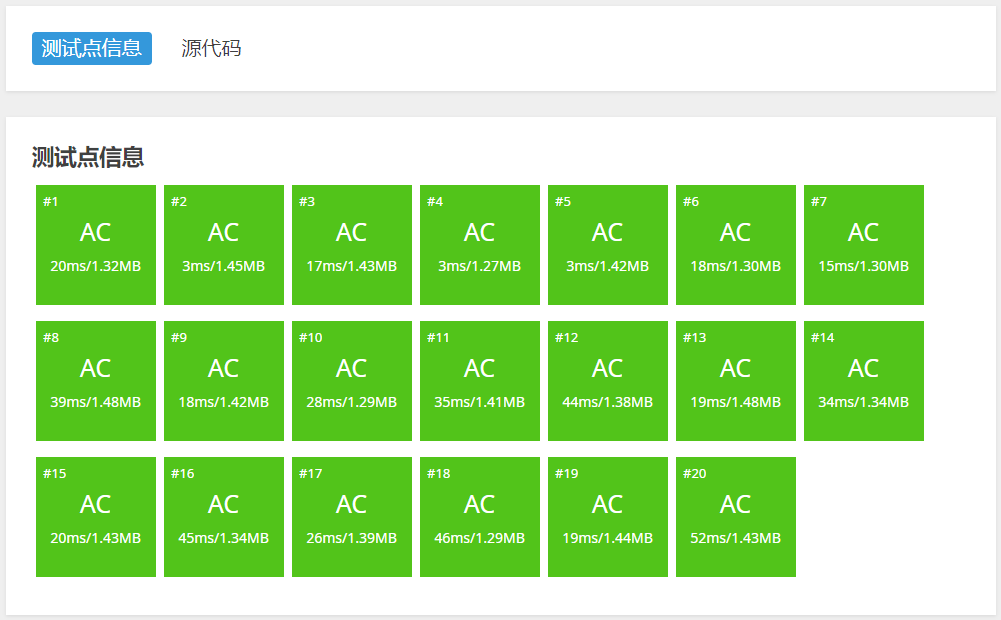 测试点信息 源代码
测试点信息
#1 #2 #3 #4 #5 #6 #7
AC AC AC AC AC AC AC
20ms/1.32MB 3ms/1.45MB 17ms/1.43MB 3ms/1.27MB 3ms/1.42MB 18ms/1.30MB 15ms/1.30MB
#8 #9 #10 #11 #12 #13 #14
AC AC AC AC AC AC AC
39ms/1.48MB 18ms/1.42MB 28ms/1.29MB 35ms/1.41MB 44ms/1.38MB 19ms/1.48MB 34ms/1.34MB
#15 #16 #17 #18 #19 #20
AC AC AC AC AC AC
20ms/1.43MB 45ms/1.34MB 26ms/1.39MB 46ms/1.29MB 19ms/1.44MB 52ms/1.43MB